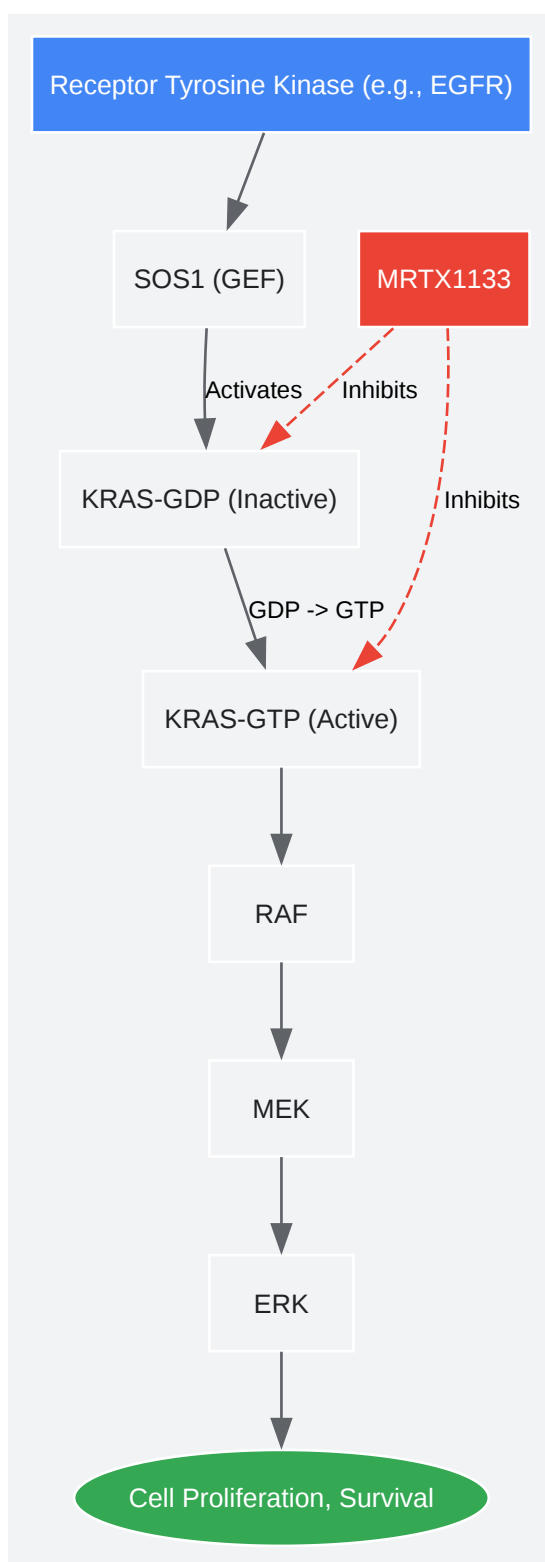 Receptor Tyrosine Kinase (e.g., EGFR)
SOS1 (GEF)
MRTX1133
Activates
Inhibits
KRAS-GDP (Inactive)
Inhibits
GDP -> GTP
KRAS-GTP (Active)
RAF
MEK
ERK
Cell Proliferation, Survival